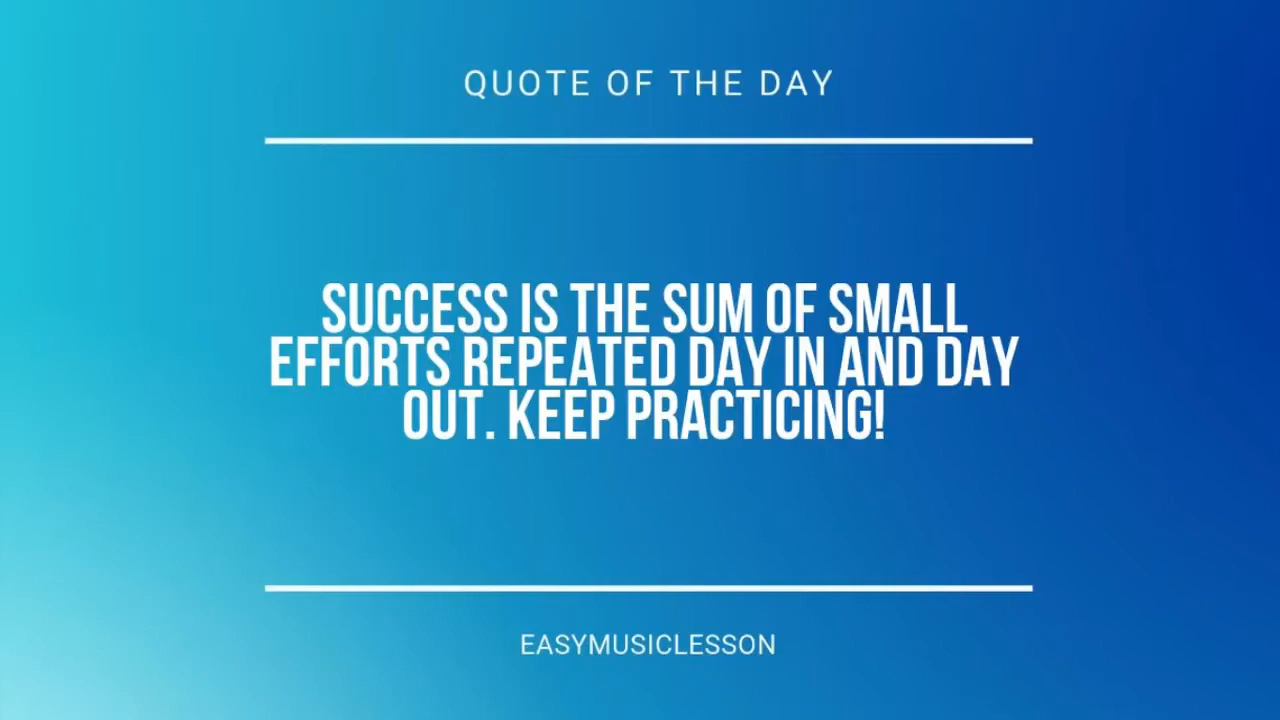 QUOTE OF THE DAY
SUCCESS IS THE SUM OF SMALL
EFFORTS REPEATED DAY IN AND DAY
OUT. KEEP PRACTICING!
EASYMUSICLESSON